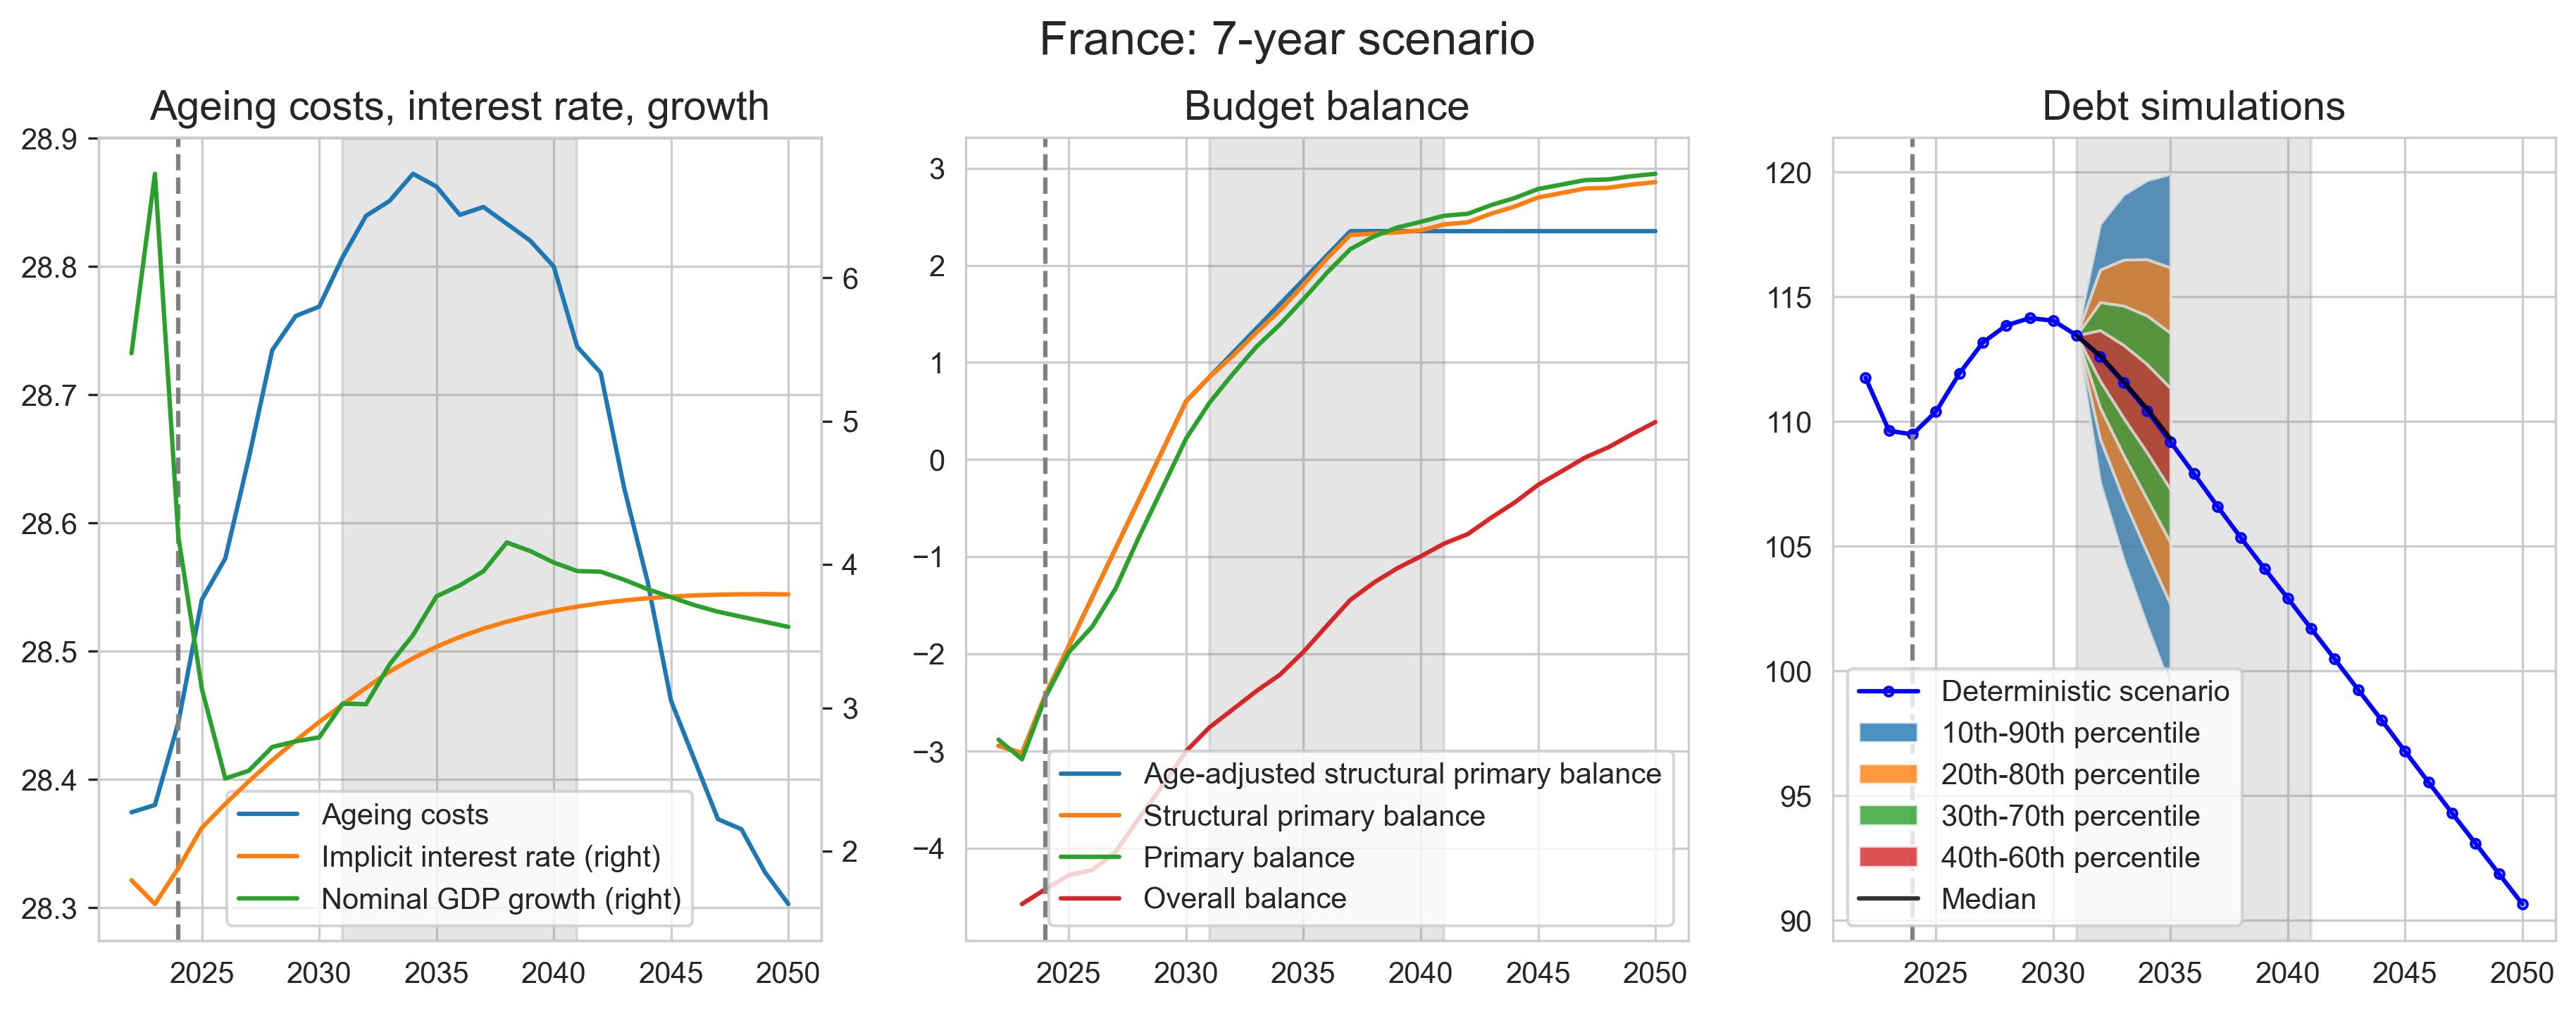 France: 7-year scenario
Ageing costs, interest rate, growth
28.9
28.8
28.7
28.6
28.5
28.4
28.3
6
5
4
3
2
2025 2030 2035 2040 2045 2050
Ageing costs
Implicit interest rate (right)
Nominal GDP growth (right)
Budget balance
3
2
1
0
−1
−2
−3
−4
2025 2030 2035 2040 2045 2050
Age-adjusted structural primary balance
Structural primary balance
Primary balance
Overall balance
Debt simulations
120
115
110
105
100
95
90
2025 2030 2035 2040 2045 2050
Deterministic scenario
10th-90th percentile
20th-80th percentile
30th-70th percentile
40th-60th percentile
Median